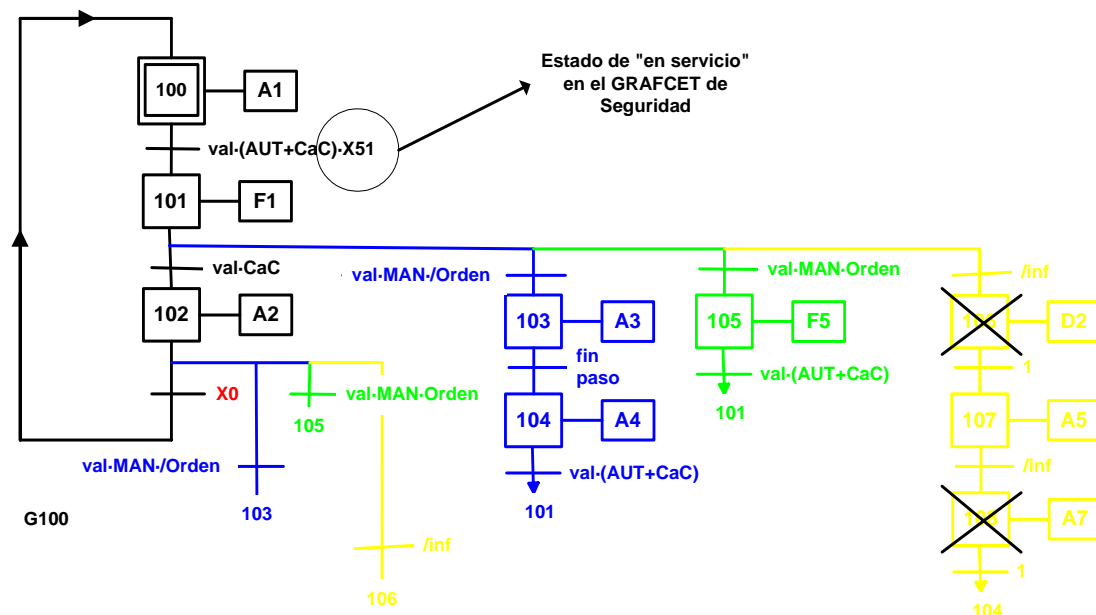 Estado de "en servicio"
en el GRAFCET de
Seguridad
100
A1
val·(AUT+CaC)·X51
101
F1
val·CaC
val·MAN·/Orden
val·MAN·Orden
/inf
102
A2
103
A3
105
F5
D2
fin
paso
1
X0
val·MAN·Orden
105
104
A4
val·(AUT+CaC)
101
107
A5
val·MAN·/Orden
val·(AUT+CaC)
/inf
103
101
G100
A7
/inf
1
106
104